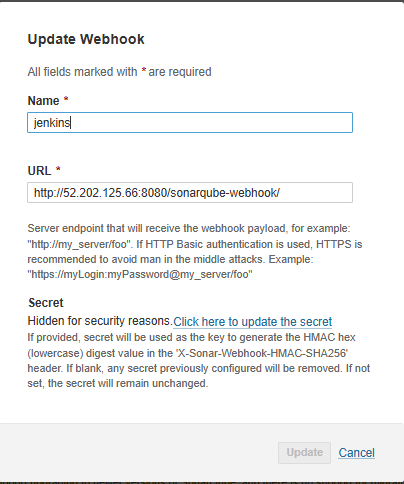 Update Webhook
All fields marked with * are required
Name *
jenkins
URL *
http://52.202.125.66:8080/sonarqube-webhook/
Server endpoint that will receive the webhook payload, for example:
"http://my_server/foo". If HTTP Basic authentication is used, HTTPS is
recommended to avoid man in the middle attacks. Example:
"https://myLogin:myPassword@my_server/foo"
Secret
Hidden for security reasons.Click here to update the secret
If provided, secret will be used as the key to generate the HMAC hex
(lowercase) digest value in the 'X-Sonar-Webhook-HMAC-SHA256'
header. If blank, any secret previously configured will be removed. If not
set, the secret will remain unchanged.
Update Cancel